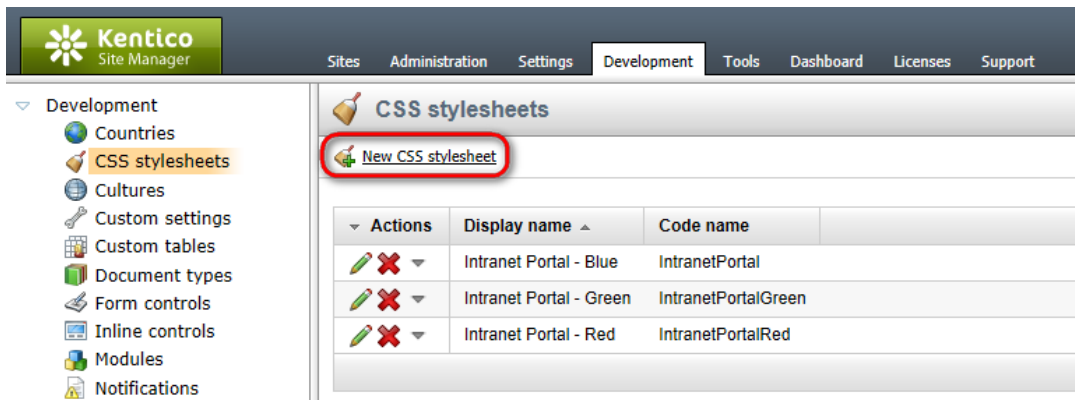 Kentico
Site Manager
Sites Administration Settings Development Tools Dashboard Licenses Support
Development
Countries
CSS stylesheets
Cultures
Custom settings
Custom tables
Document types
Form controls
Inline controls
Modules
Notifications
CSS stylesheets
New CSS stylesheet
Actions Display name Code name
Intranet Portal - Blue IntranetPortal
Intranet Portal - Green IntranetPortalGreen
Intranet Portal - Red IntranetPortalRed